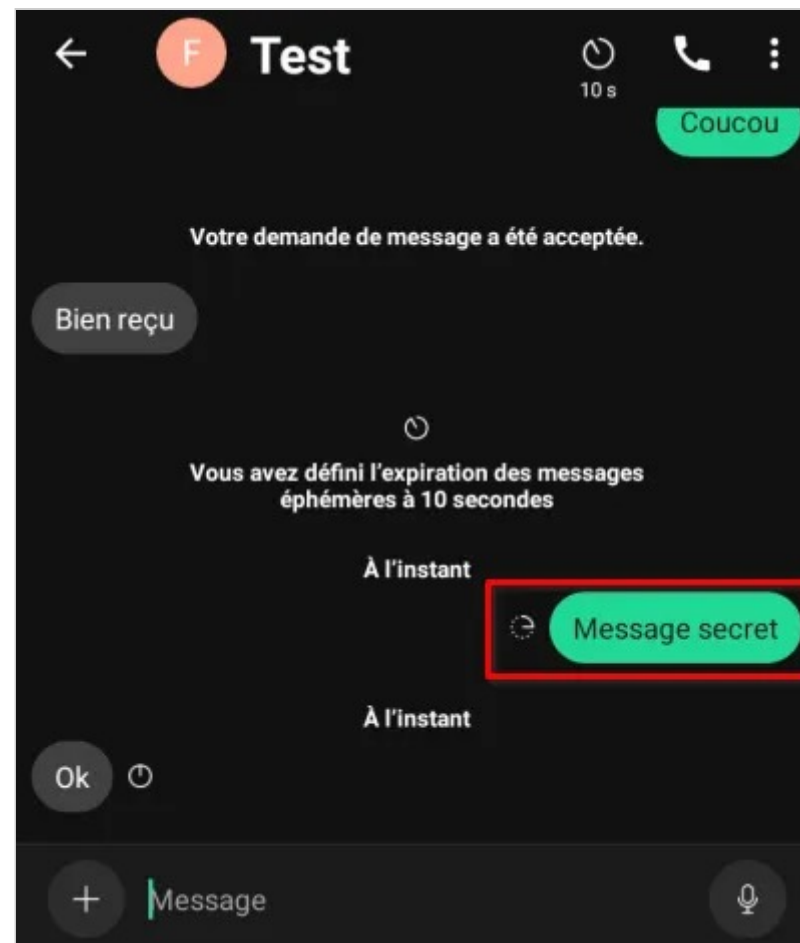 F Test
10 s
Coucou
Votre demande de message a été acceptée.
Bien reçu
Vous avez défini l'expiration des messages
éphémères à 10 secondes
À l'instant
Message secret
À l'instant
Ok
Message